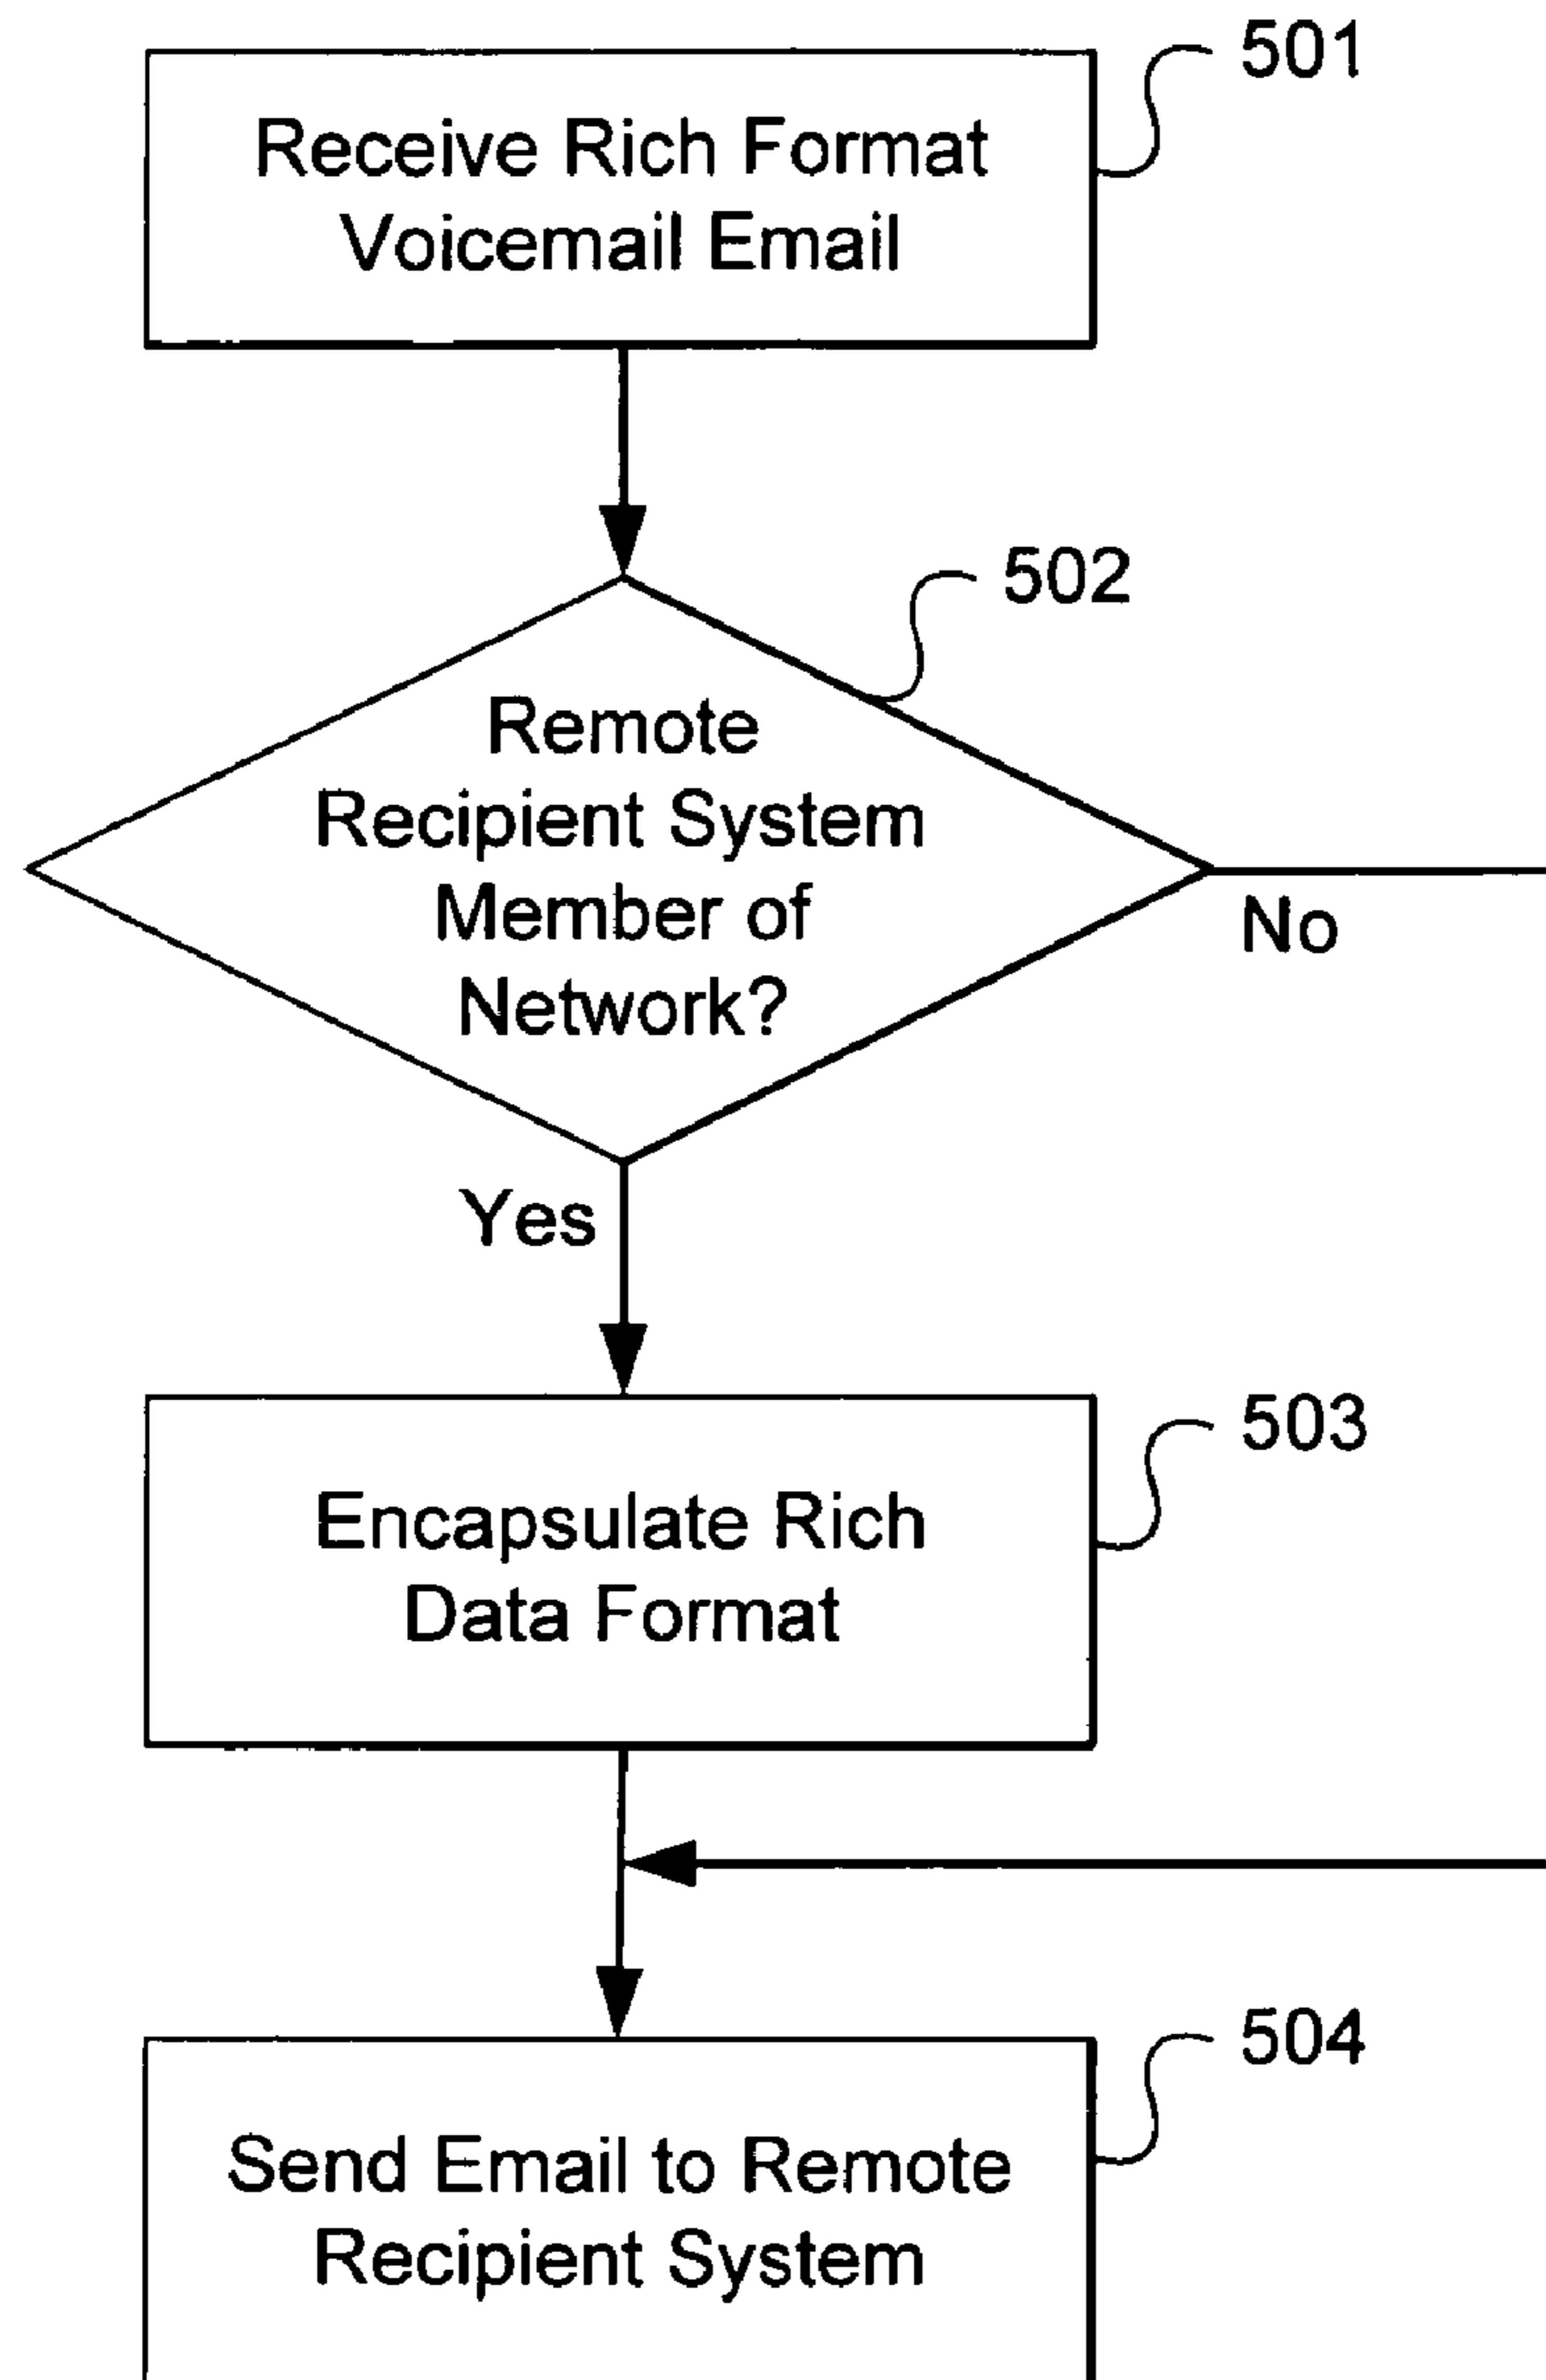 501
Receive Rich Format
Voicemail Email
502
Remote
Recipient System
Member of
Network?
No
Yes
503
Encapsulate Rich
Data Format
504
Send Email to Remote
Recipient System